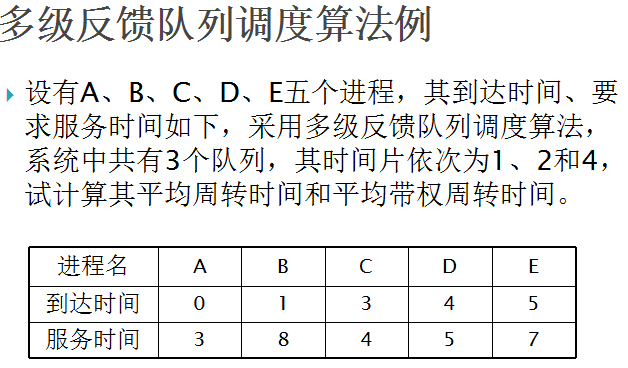 多级反馈队列调度算法例
设有A、B、C、D、E五个进程，其到达时间、要
求服务时间如下，采用多级反馈队列调度算法，
系统中共有3个队列，其时间片依次为1、2和4，
试计算其平均周转时间和平均带权周转时间。
进程名 A B C D E
到达时间 0 1 3 4 5
服务时间 3 8 4 5 7